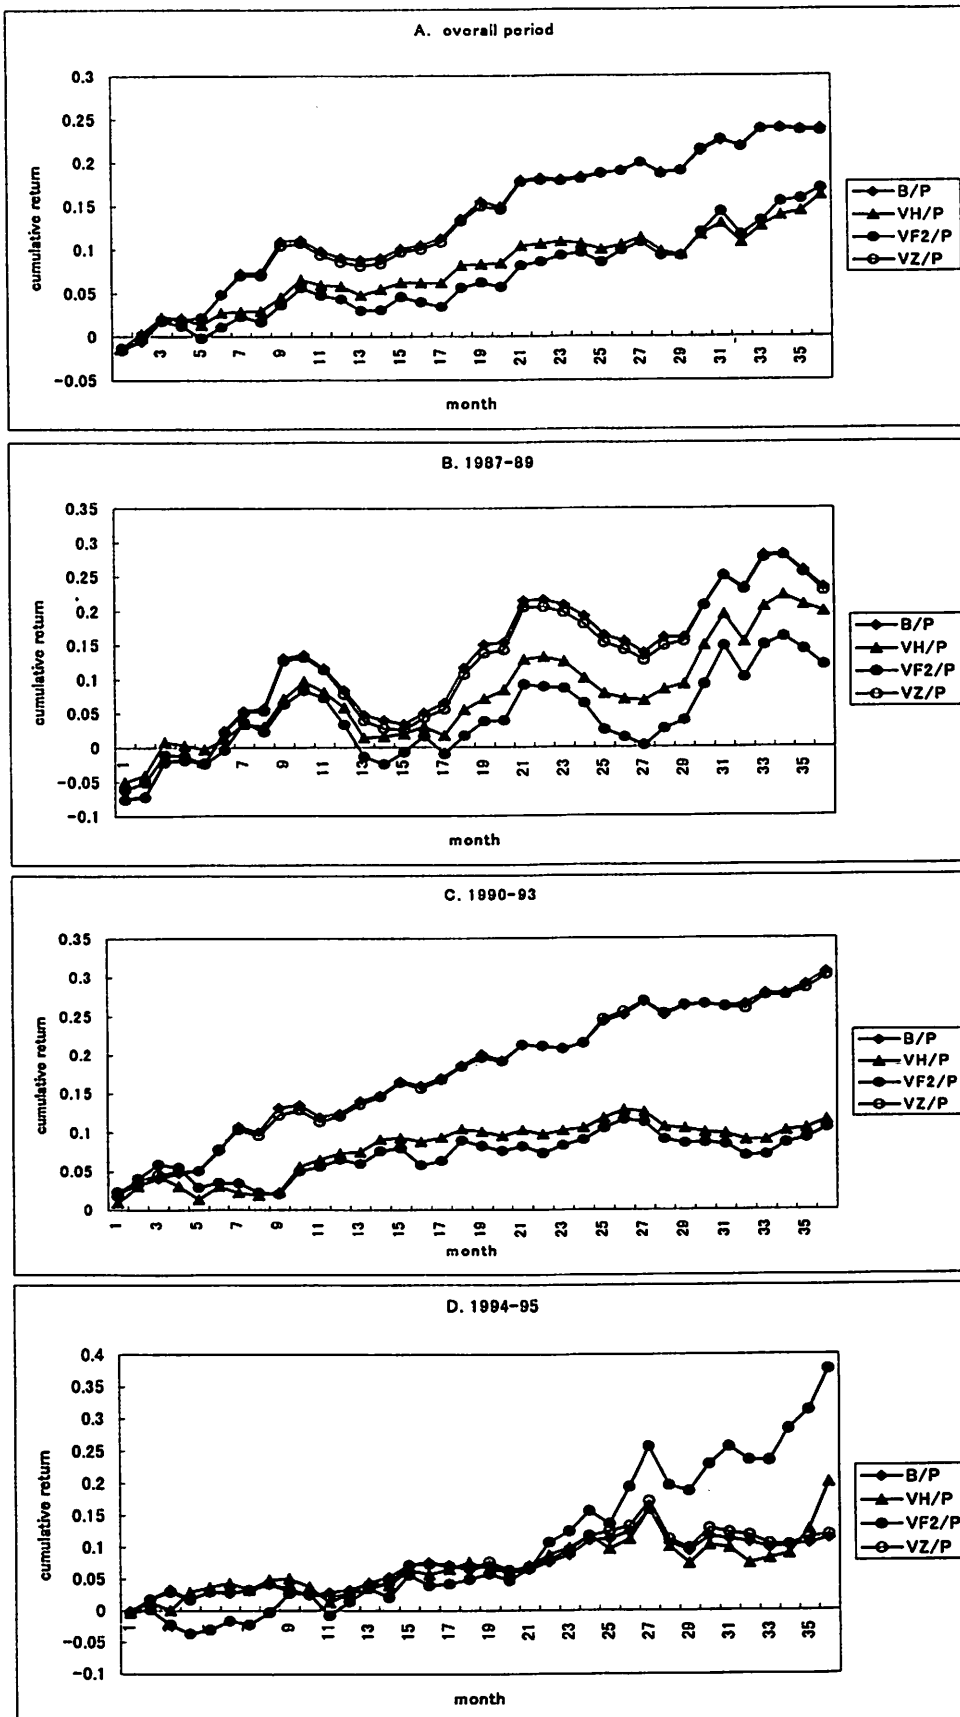 A. overall period
0.3
0.25
0.2
0.15
0.1
0.05
0
-0.05
cumulative return
3 5 7 9 11 13 15 17 19 21 23 25 27 29 31 33 35
month
B/P
VH/P
VF2/P
VZ/P
B. 1987-89
0.35
0.3
0.25
0.2
0.15
0.1
0.05
0
-0.05
-0.1
cumulative return
1 7 9 11 13 15 17 19 21 23 25 27 29 31 33 35
month
B/P
VH/P
VF2/P
VZ/P
C. 1990-93
0.35
0.3
0.25
0.2
0.15
0.1
0.05
0
cumulative return
1 3 5 7 9 11 13 15 17 19 21 23 25 27 29 31 33 35
month
B/P
VH/P
VF2/P
VZ/P
D. 1994-95
0.4
0.35
0.3
0.25
0.2
0.15
0.1
0.05
0
-0.05
-0.1
cumulative return
1 9 11 13 15 17 19 21 23 25 27 29 31 33 35
month
B/P
VH/P
VF2/P
VZ/P